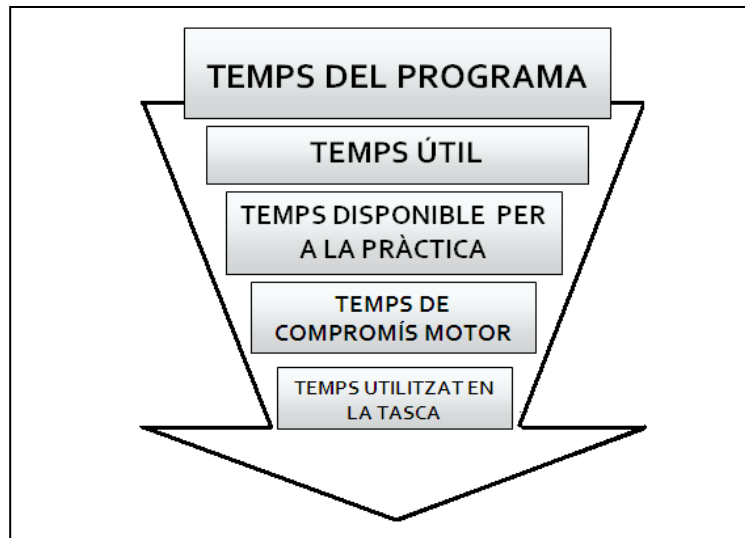 TEMPS DEL PROGRAMA
TEMPS ÚTIL
TEMPS DISPONIBLE PER
A LA PRÀCTICA
TEMPS DE
COMPROMÍS MOTOR
TEMPS UTILITZAT EN
LA TASCA